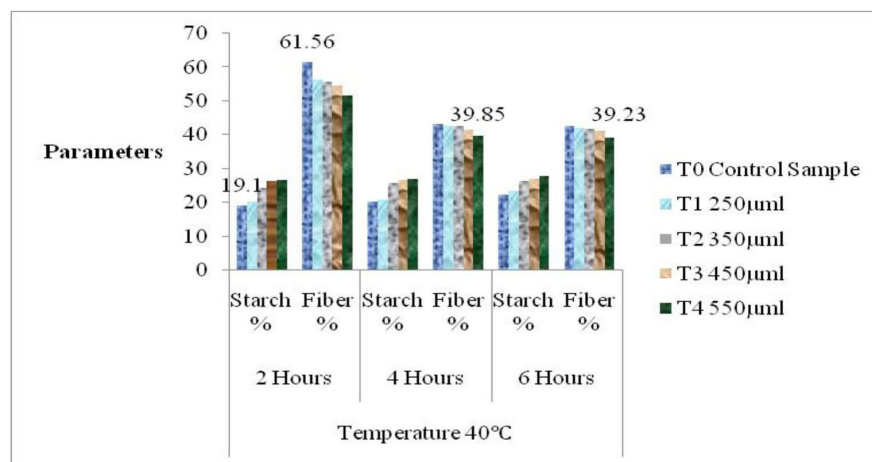 70
60
50
40
30
20
10
0
Parameters
61.56
19.1
39.85
39.23
Starch %
Fiber %
Starch %
Fiber %
Starch %
Fiber %
2 Hours
4 Hours
6 Hours
Temperature 40℃
T0 Control Sample
T1 250µml
T2 350µml
T3 450µml
T4 550µml